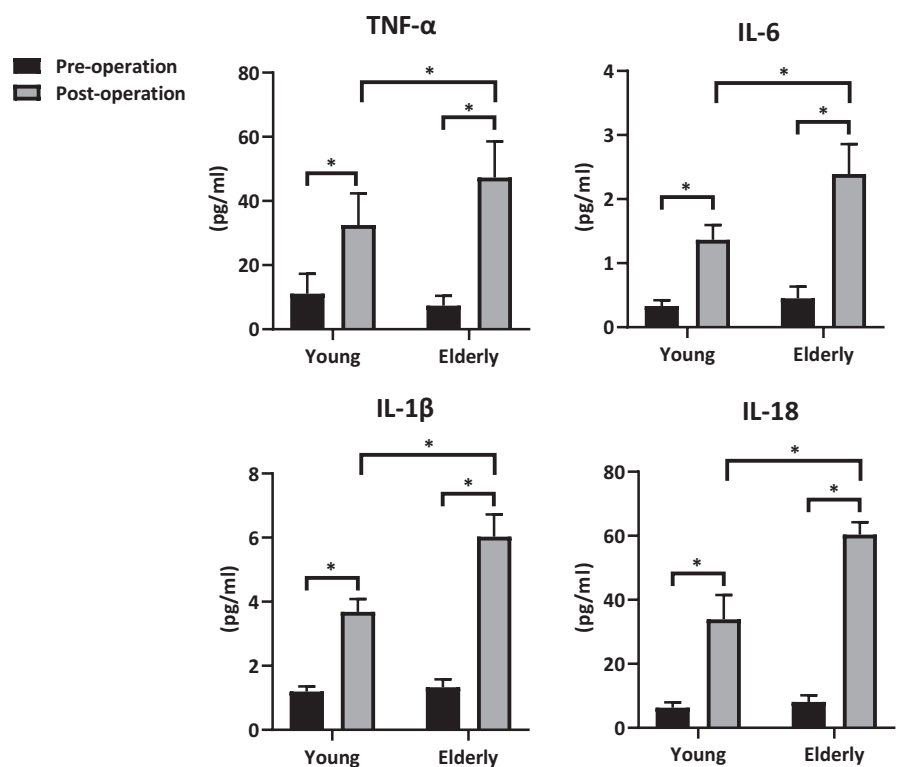 TNF-α
IL-6
Pre-operation
Post-operation
80
60
40
20
0
(pg/ml)
*
*
*
Young
Elderly
4
3
2
1
0
(pg/ml)
*
*
*
Young
Elderly
IL-1β
IL-18
8
6
4
2
0
(pg/ml)
*
*
*
Young
Elderly
80
60
40
20
0
(pg/ml)
*
*
*
Young
Elderly